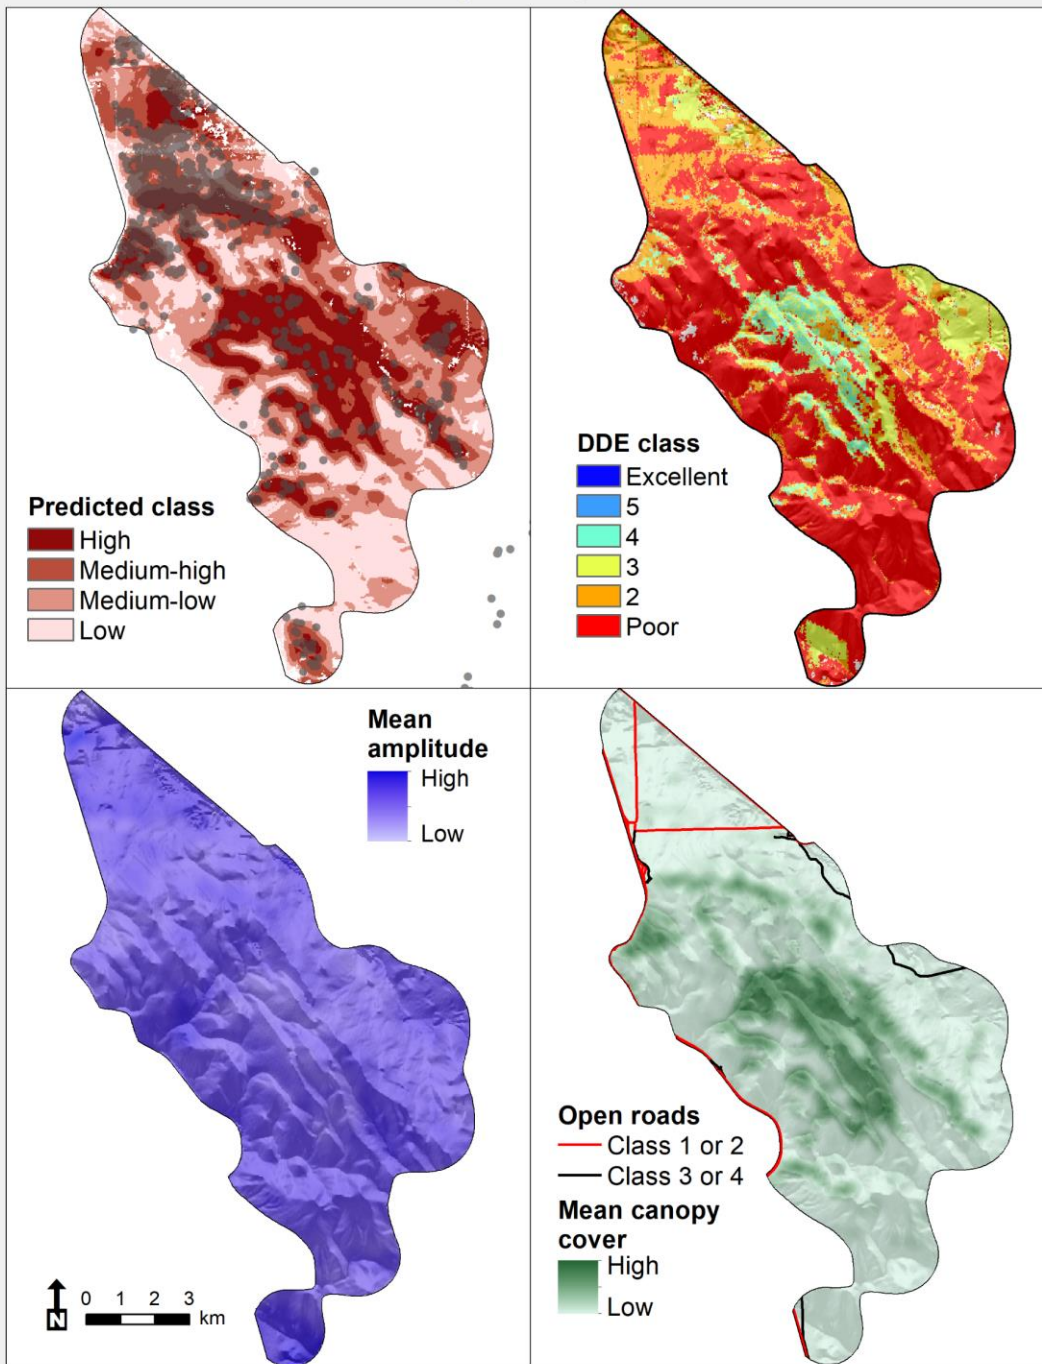 Predicted class
High
Medium-high
Medium-low
Low
DDE class
Excellent
5
4
3
2
Poor
Mean
amplitude
High
Low
N
0 1 2 3
km
Open roads
Class 1 or 2
Class 3 or 4
Mean canopy
cover
High
Low